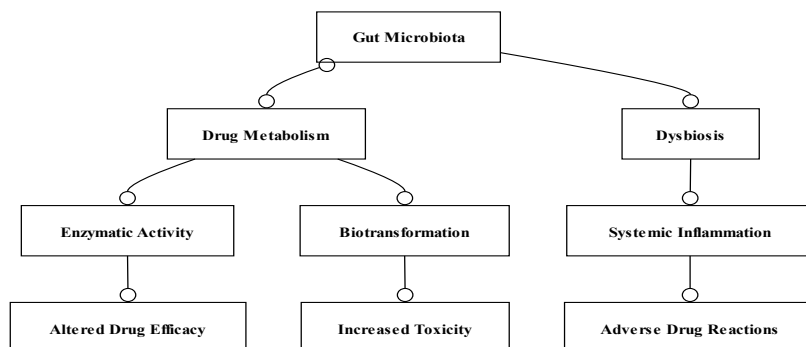 Gut Microbiota
Drug Metabolism
Dysbiosis
Enzymatic Activity
Biotransformation
Systemic Inflammation
Altered Drug Efficacy
Increased Toxicity
Adverse Drug Reactions